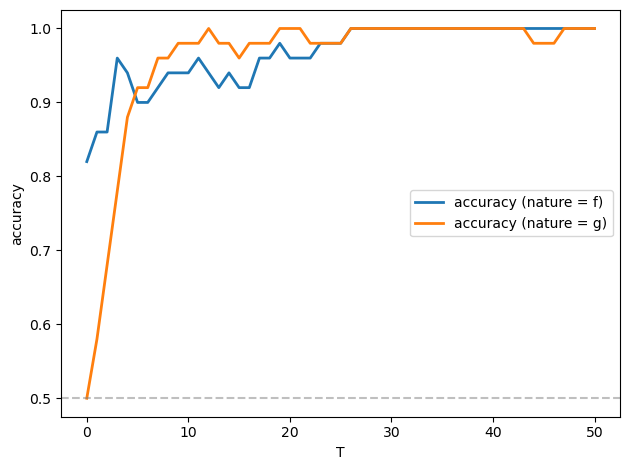 1.0
0.9
0.8
0.7
0.6
0.5
accuracy
accuracy (nature = f)
accuracy (nature = g)
0 10 20 30 40 50
T